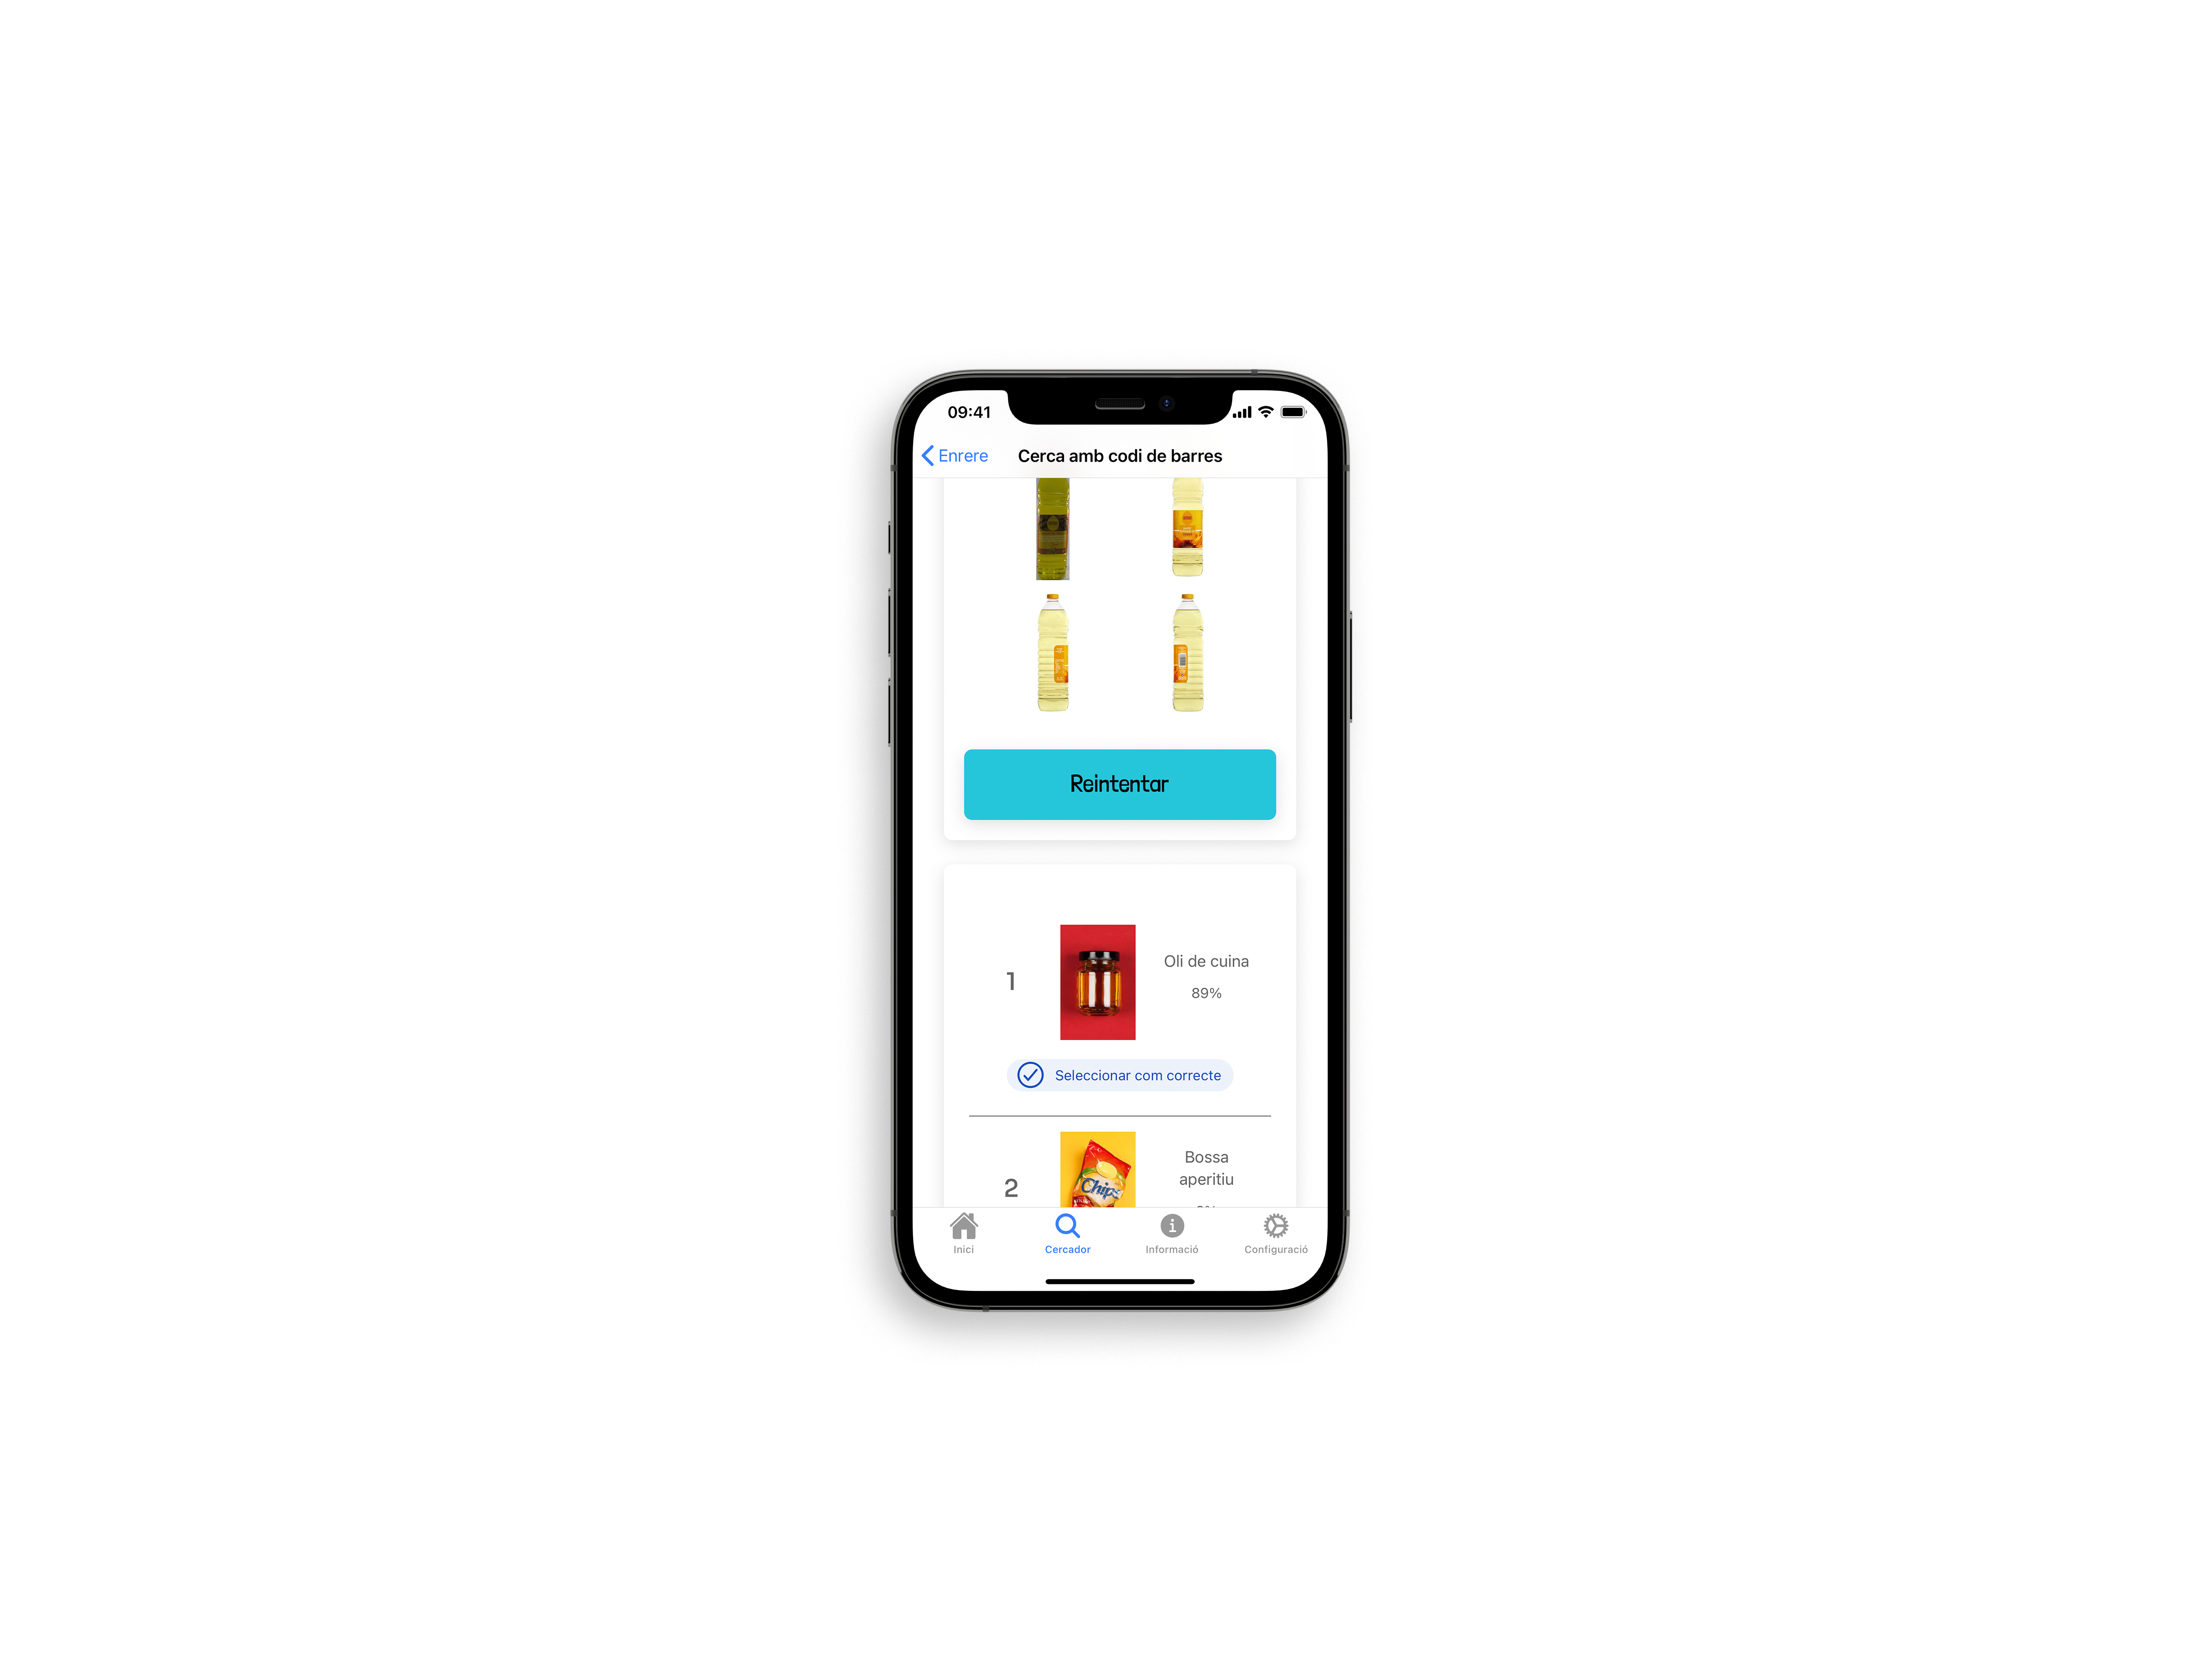 09:41
Enrere
Cerca amb codi de barres
Reintentar
1
Oli de cuina
89%
Seleccionar com correcte
2
Chips
Bossa
aperitiu
Inici
Cercador
Informació
Configuració